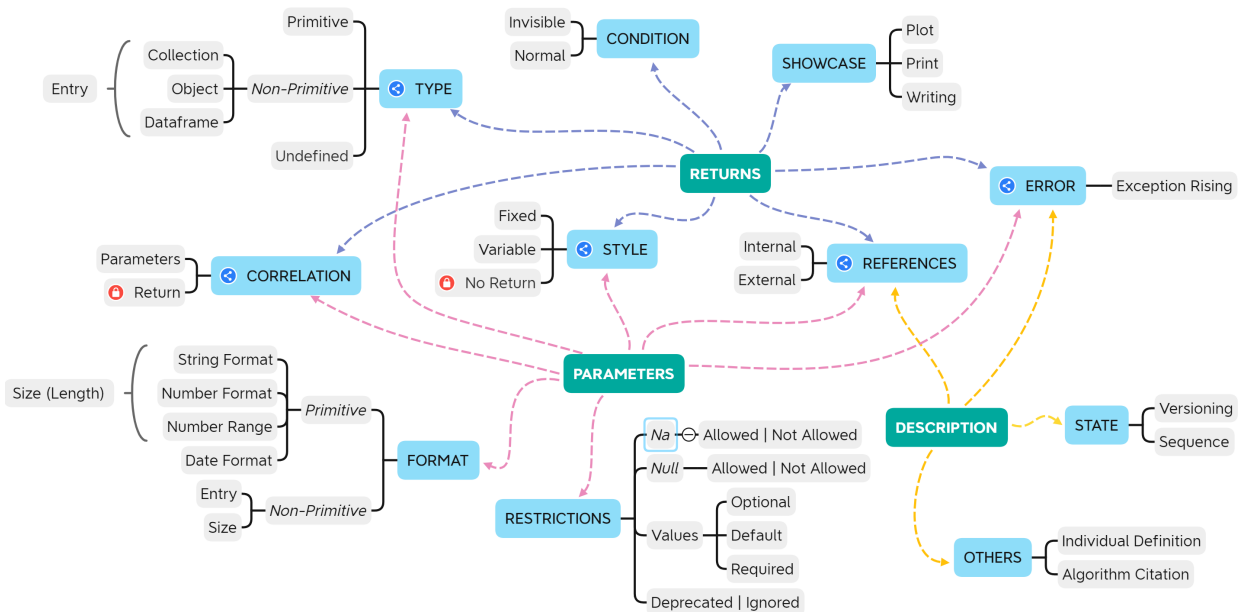 Primitive
Collection
Entry
Object
Non-Primitive
Dataframe
Undefined
TYPE
Invisible
Normal
CONDITION
SHOWCASE
Plot
Print
Writing
RETURNS
ERROR
Exception Rising
Parameters
Return
CORRELATION
Fixed
Variable
No Return
STYLE
Internal
External
REFERENCES
PARAMETERS
String Format
Size (Length)
Number Format
Number Range
Date Format
Primitive
FORMAT
Entry
Size
Non-Primitive
RESTRICTIONS
Na
Allowed | Not Allowed
Null
Allowed | Not Allowed
Values
Optional
Default
Required
Deprecated | Ignored
DESCRIPTION
STATE
Versioning
Sequence
OTHERS
Individual Definition
Algorithm Citation